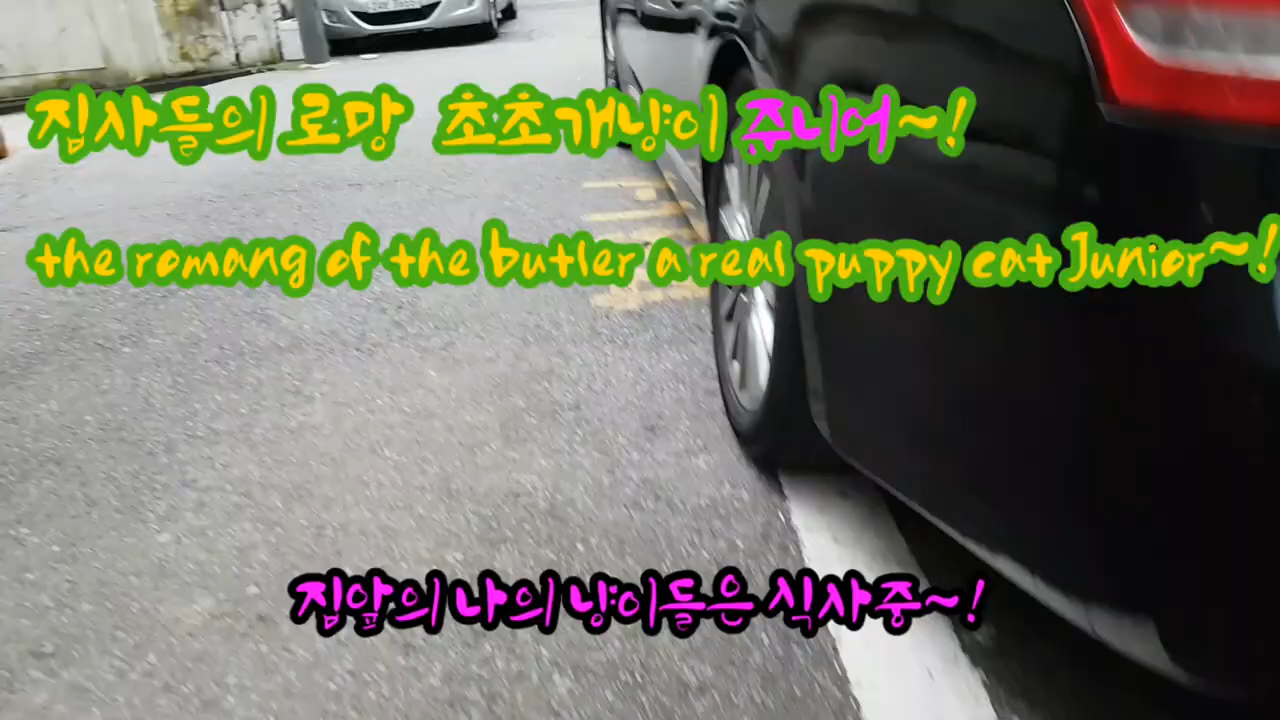 집사들의 로망 초초개냥이 쥬니어~!
the romang of the butler a real puppy cat Junior~!
집앞의 나의 냥이들은 식사중~!